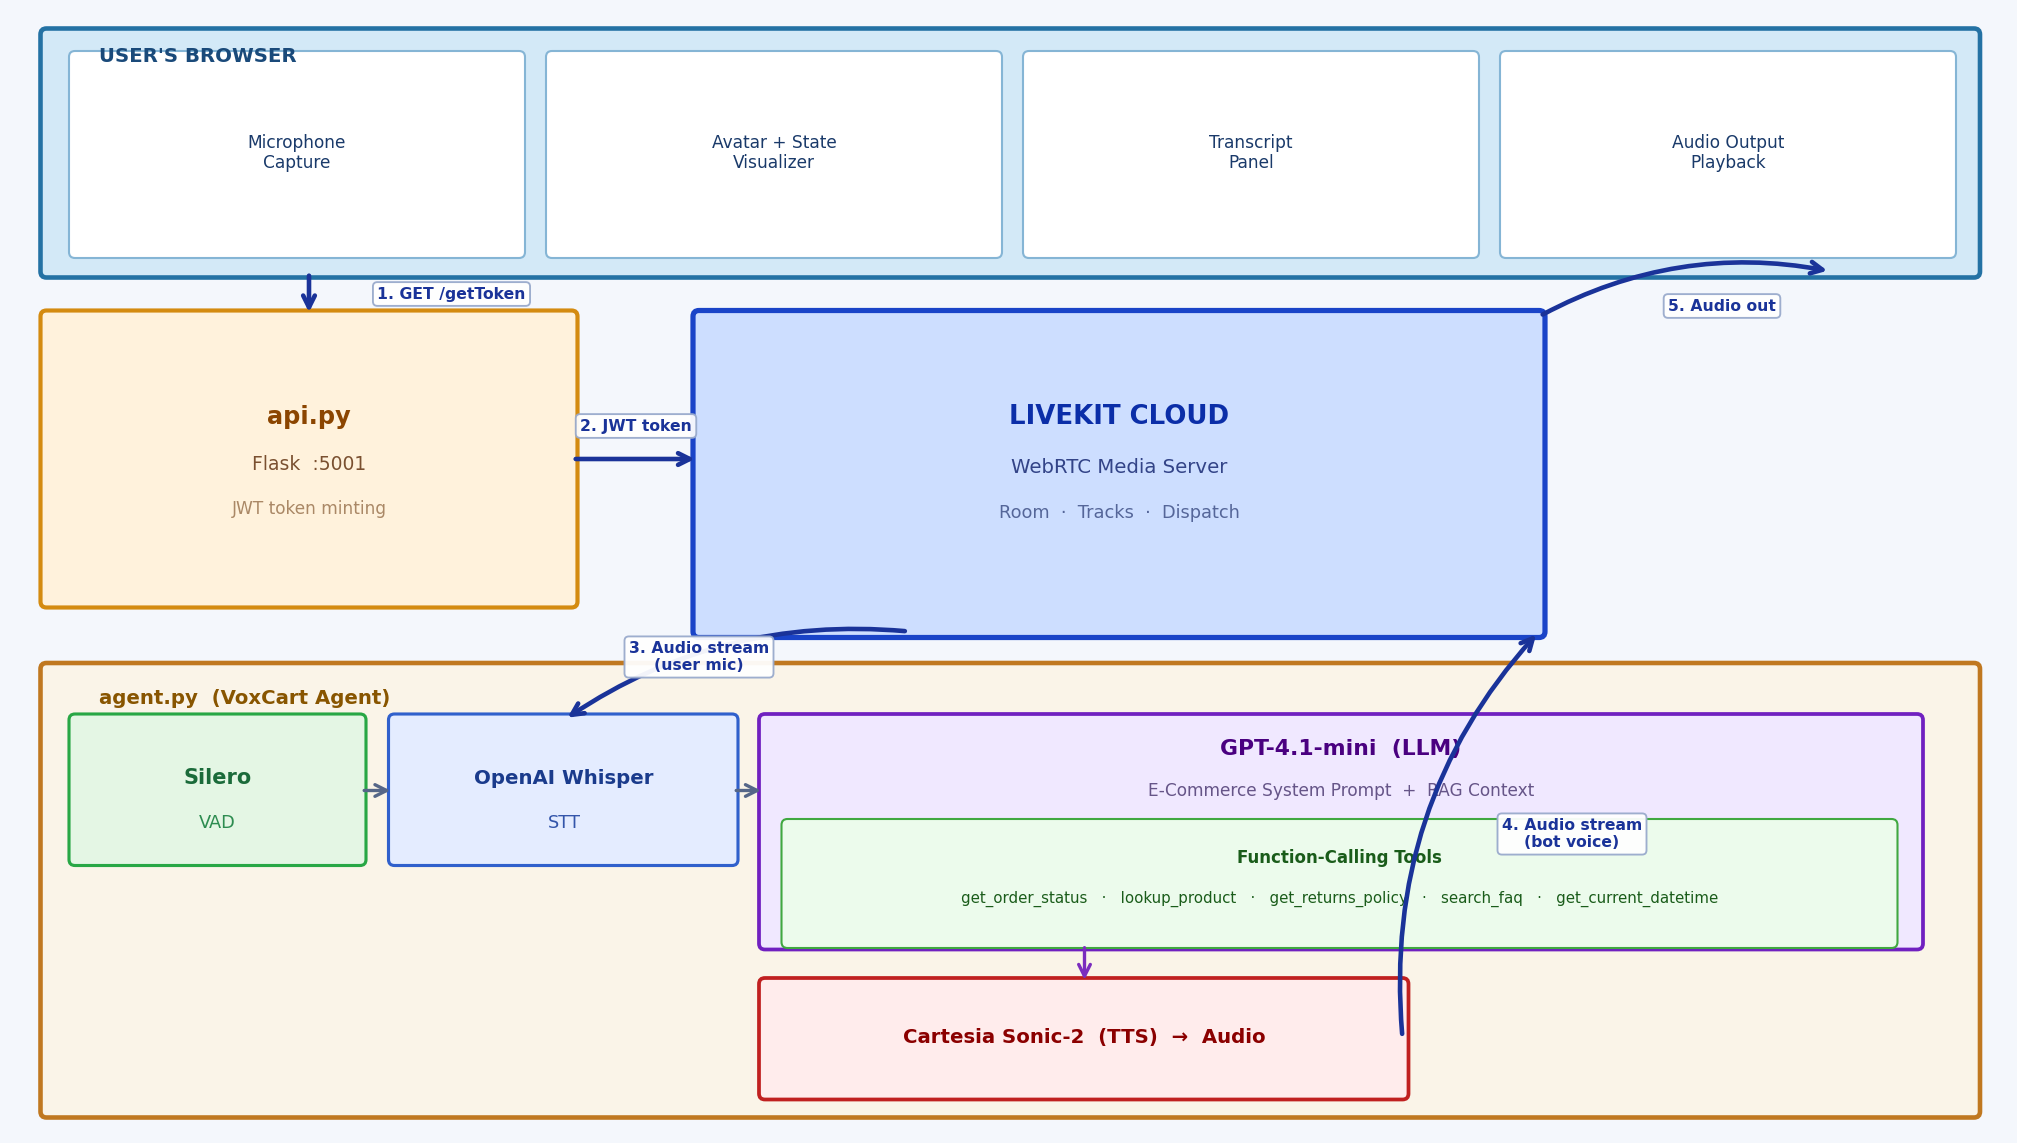 USER'S BROWSER
Microphone
Capture
Avatar + State
Visualizer
Transcript
Panel
Audio Output
Playback
1. GET /getToken
5. Audio out
api.py
Flask  :5001
JWT token minting
2. JWT token
LIVEKIT CLOUD
WebRTC Media Server
Room  ·  Tracks  ·  Dispatch
3. Audio stream
(user mic)
agent.py  (VoxCart Agent)
Silero
VAD
OpenAI Whisper
STT
GPT-4.1-mini  (LLM)
E-Commerce System Prompt  +  RAG Context
4. Audio stream
(bot voice)
Function-Calling Tools
get_order_status  ·  lookup_product  ·  get_returns_policy  ·  search_faq  ·  get_current_datetime
Cartesia Sonic-2  (TTS)  →  Audio